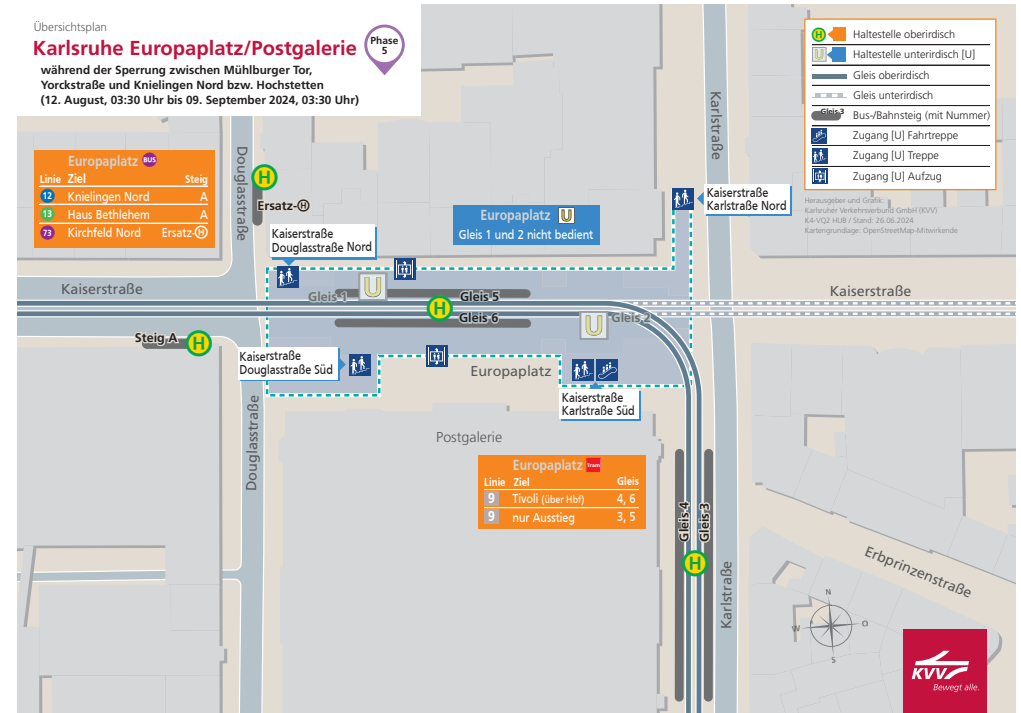 Übersichtsplan
Karlsruhe Europaplatz/Postgalerie
Phase
5
während der Sperrung zwischen Mühlburger Tor,
Yorckstraße und Knielingen Nord bzw. Hochstetten
(12. August, 03:30 Uhr bis 09. September 2024, 03:30 Uhr)
H Haltestelle oberirdisch
U Haltestelle unterirdisch [U]
Gleis oberirdisch
Gleis unterirdisch
Gleis 3 Bus-/Bahnsteig (mit Nummer)
Zugang [U] Fahrtreppe
Zugang [U] Treppe
Zugang [U] Aufzug
Herausgeber und Grafik:
Karlsruher Verkehrsverbund GmbH (KVV)
K4-VQ2 HUB / Stand: 26.06.2024
Kartengrundlage: OpenStreetMap-Mitwirkende
Europaplatz BUS
Linie Ziel Steig
12 Knielingen Nord A
13 Haus Bethlehem A
73 Kirchfeld Nord Ersatz-H
Douglasstraße
H
Ersatz-H
Karlstraße
Kaiserstraße
Karlstraße Nord
Europaplatz U
Gleis 1 und 2 nicht bedient
Kaiserstraße
Douglasstraße Nord
Kaiserstraße
Gleis 1
U
Gleis 5
H
Gleis 6
U
Gleis 2
Kaiserstraße
Steig A
H
Kaiserstraße
Douglasstraße Süd
Europaplatz
Kaiserstraße
Karlstraße Süd
Douglasstraße
Postgalerie
Europaplatz Tram
Linie Ziel Gleis
9 Tivoli (über Hbf) 4, 6
9 nur Ausstieg 3, 5
Gleis 4
Gleis 3
H
Karlstraße
Erbprinzenstraße
N
W
O
S
KVV
Bewegt alle.